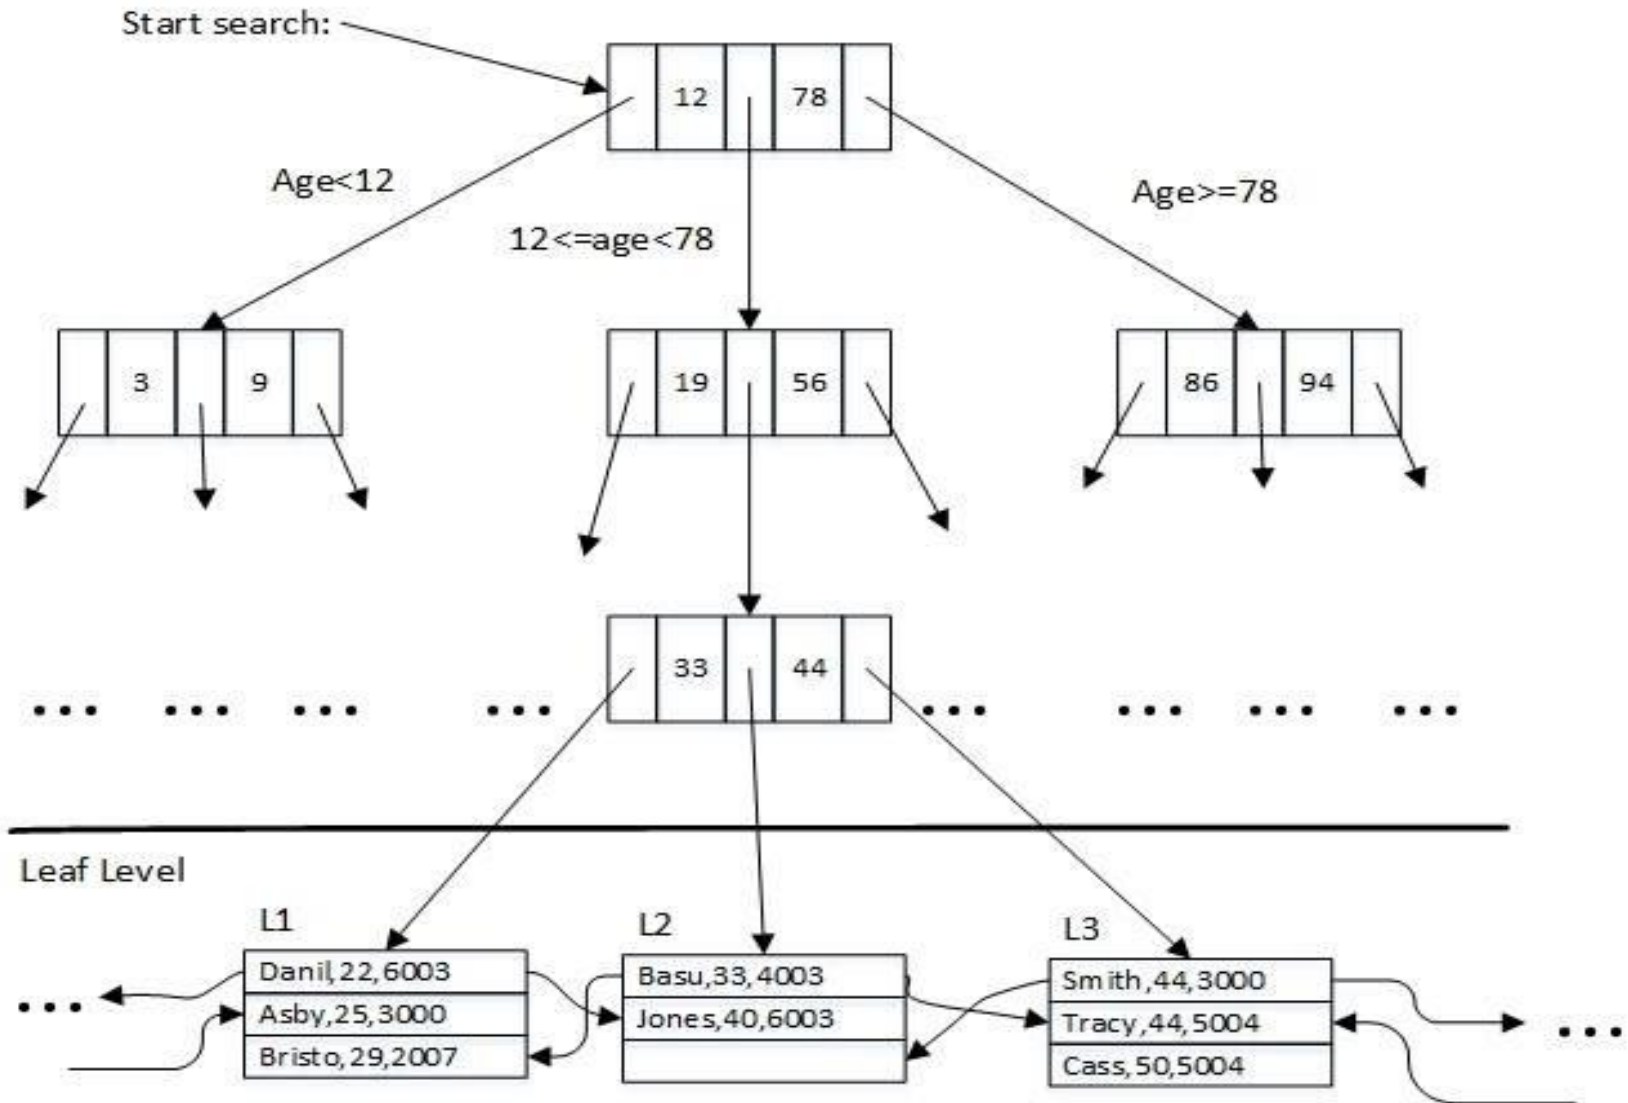 Start search:
12 78
Age<12
Age>=78
12<=age<78
3 9
19 56
86 94
33 44
... ... ... ... ... ... ... ...
Leaf Level
L1
L2
L3
Danil,22,6003
Asby,25,3000
Bristo,29,2007
Basu,33,4003
Jones,40,6003
Smith,44,3000
Tracy,44,5004
Cass,50,5004
... ...